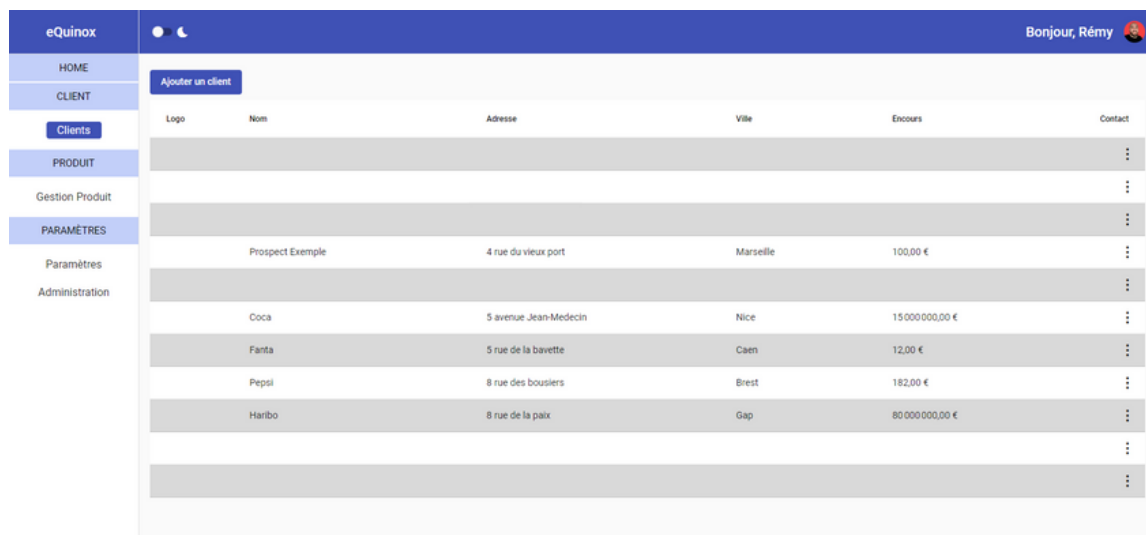 eQuinox
Bonjour, Rémy
HOME
CLIENT
Clients
PRODUIT
Gestion Produit
PARAMÈTRES
Paramètres
Administration
Ajouter un client
Logo Nom Adresse Ville Encours Contact
Prospect Exemple 4 rue du vieux port Marseille 100,00 €
Coca 5 avenue Jean-Medecin Nice 15 000 000,00 €
Fanta 5 rue de la bavette Caen 12,00 €
Pepsi 8 rue des bousiers Brest 182,00 €
Haribo 8 rue de la paix Gap 80 000 000,00 €